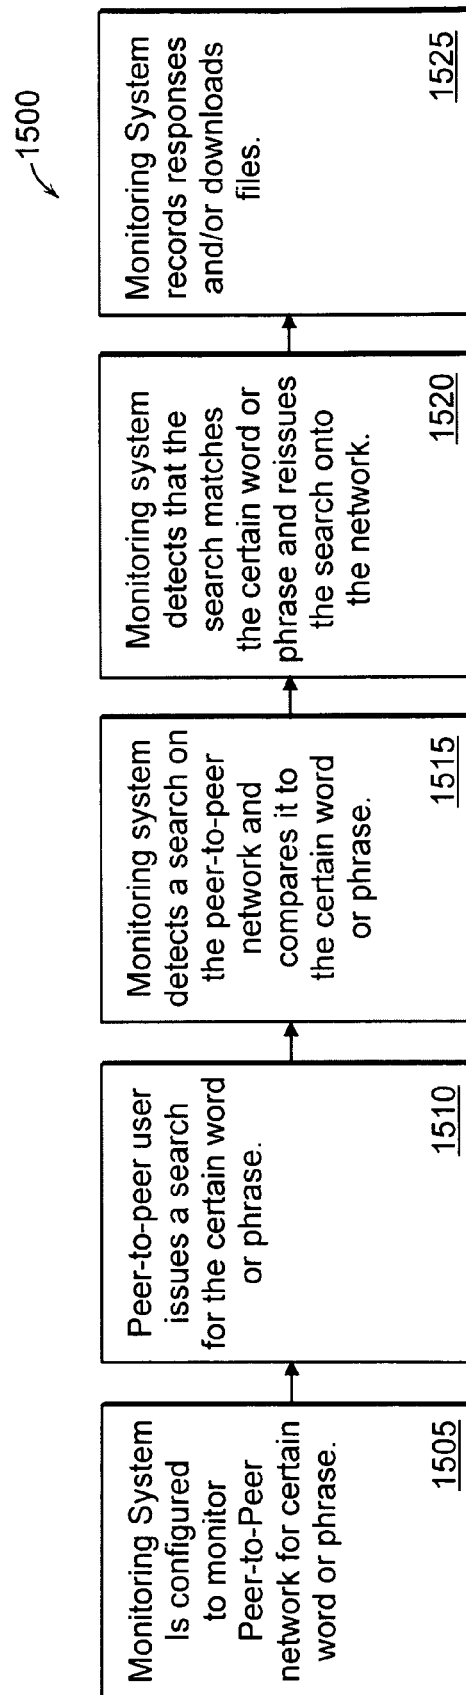 1500
Monitoring System
Is configured
to monitor
Peer-to-Peer
network for certain
word or phrase.
1505
Peer-to-peer user
issues a search
for the certain word
or phrase.
1510
Monitoring system
detects a search on
the peer-to-peer
network and
compares it to
the certain word
or phrase.
1515
Monitoring system
detects that the
search matches
the certain word or
phrase and reissues
the search onto
the network.
1520
Monitoring System
records responses
and/or downloads
files.
1525